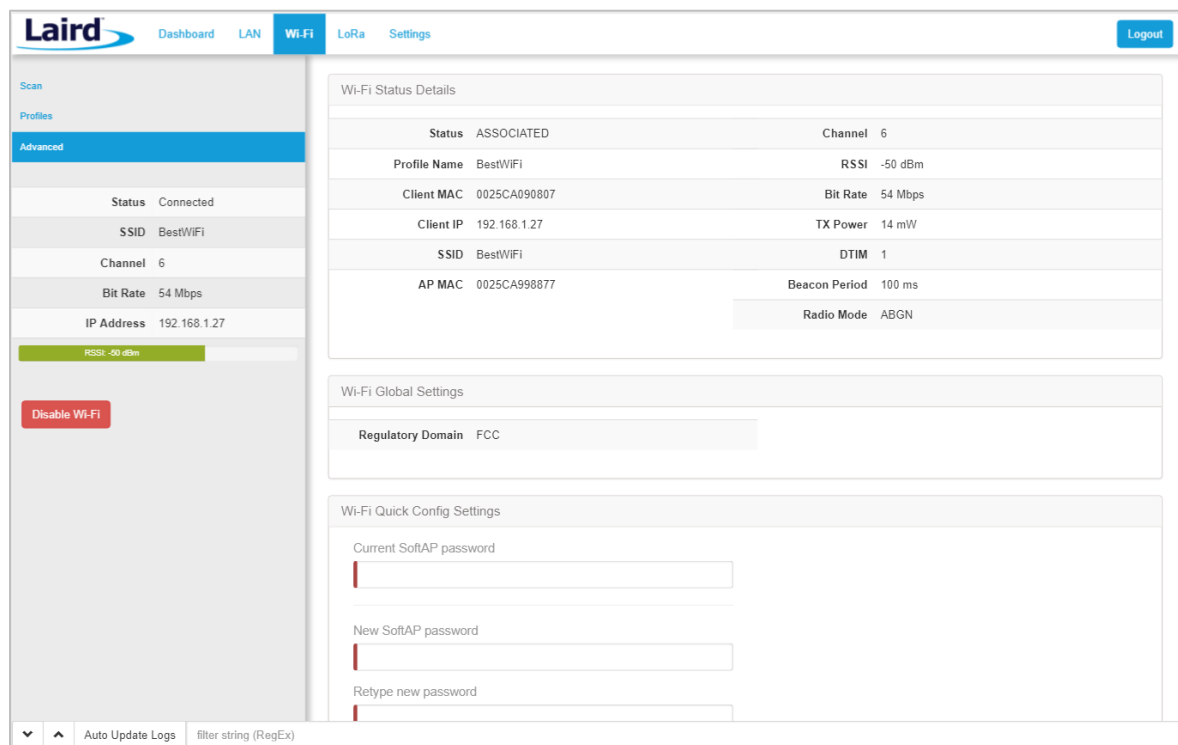 Laird Dashboard LAN Wi-Fi LoRa Settings Logout
Scan
Profiles
Advanced
Status Connected
SSID BestWiFi
Channel 6
Bit Rate 54 Mbps
IP Address 192.168.1.27
RSSI: -50 dBm
Disable Wi-Fi
Wi-Fi Status Details
Status ASSOCIATED Channel 6
Profile Name BestWiFi RSSI -50 dBm
Client MAC 0025CA090807 Bit Rate 54 Mbps
Client IP 192.168.1.27 TX Power 14 mW
SSID BestWiFi DTIM 1
AP MAC 0025CA998877 Beacon Period 100 ms
Radio Mode ABGN
Wi-Fi Global Settings
Regulatory Domain FCC
Wi-Fi Quick Config Settings
Current SoftAP password
New SoftAP password
Retype new password
Auto Update Logs filter string (RegEx)